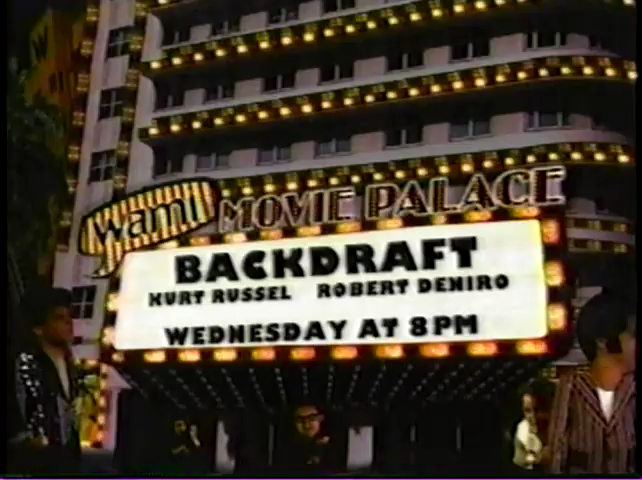 wami MOVIE PALACE
BACKDRAFT
KURT RUSSEL ROBERT DENIRO
WEDNESDAY AT 8PM